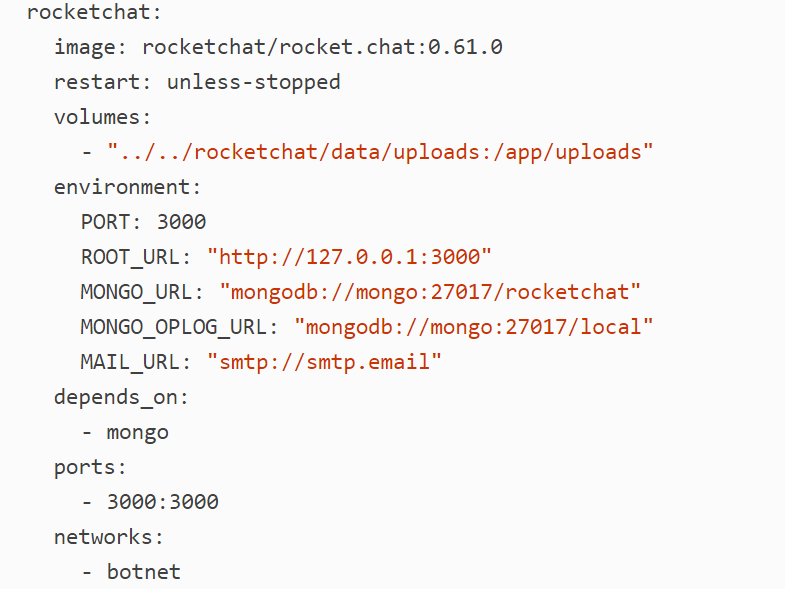 rocketchat:
image: rocketchat/rocket.chat:0.61.0
restart: unless-stopped
volumes:
- "../../rocketchat/data/uploads:/app/uploads"
environment:
PORT: 3000
ROOT_URL: "http://127.0.0.1:3000"
MONGO_URL: "mongodb://mongo:27017/rocketchat"
MONGO_OPLOG_URL: "mongodb://mongo:27017/local"
MAIL_URL: "smtp://smtp.email"
depends_on:
- mongo
ports:
- 3000:3000
networks:
- botnet